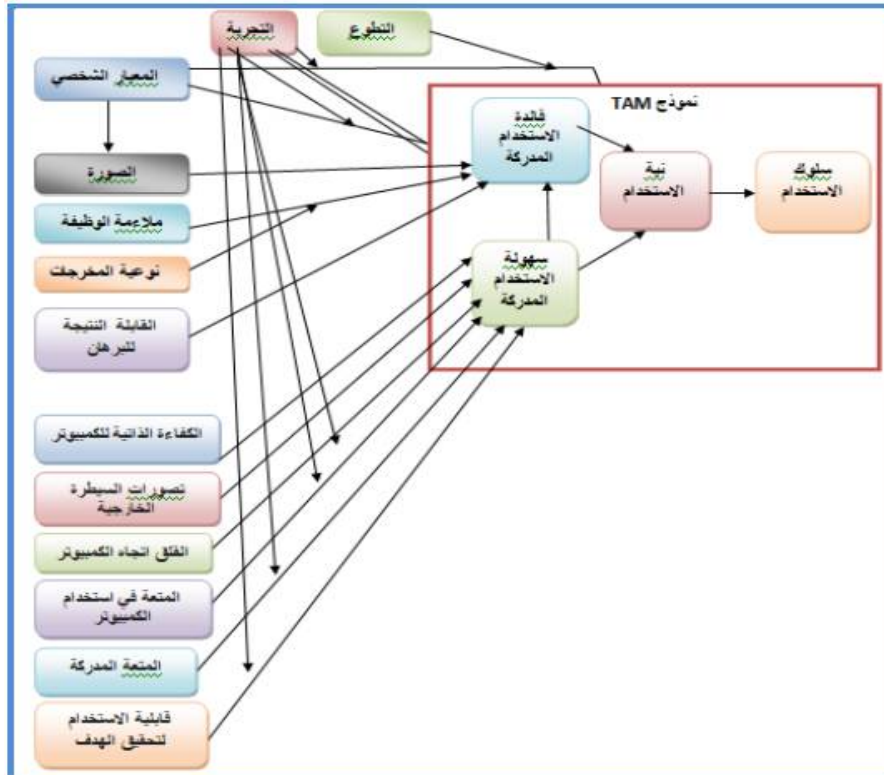 التجربة
التطوع
المعيار الشخصي
نموذج TAM
فائدة
الاستخدام
المدركة
نية
الاستخدام
سلوك
الاستخدام
الصورة
ملاءمة الوظيفة
نوعية المخرجات
سهولة
الاستخدام
المدركة
القابلة النتيجة
للبرهان
الكفاءة الذاتية للكمبيوتر
تصورات السيطرة
الخارجية
القلق اتجاه الكمبيوتر
المتعة في استخدام
الكمبيوتر
المتعة المدركة
قابلية الاستخدام
لتحقيق الهدف